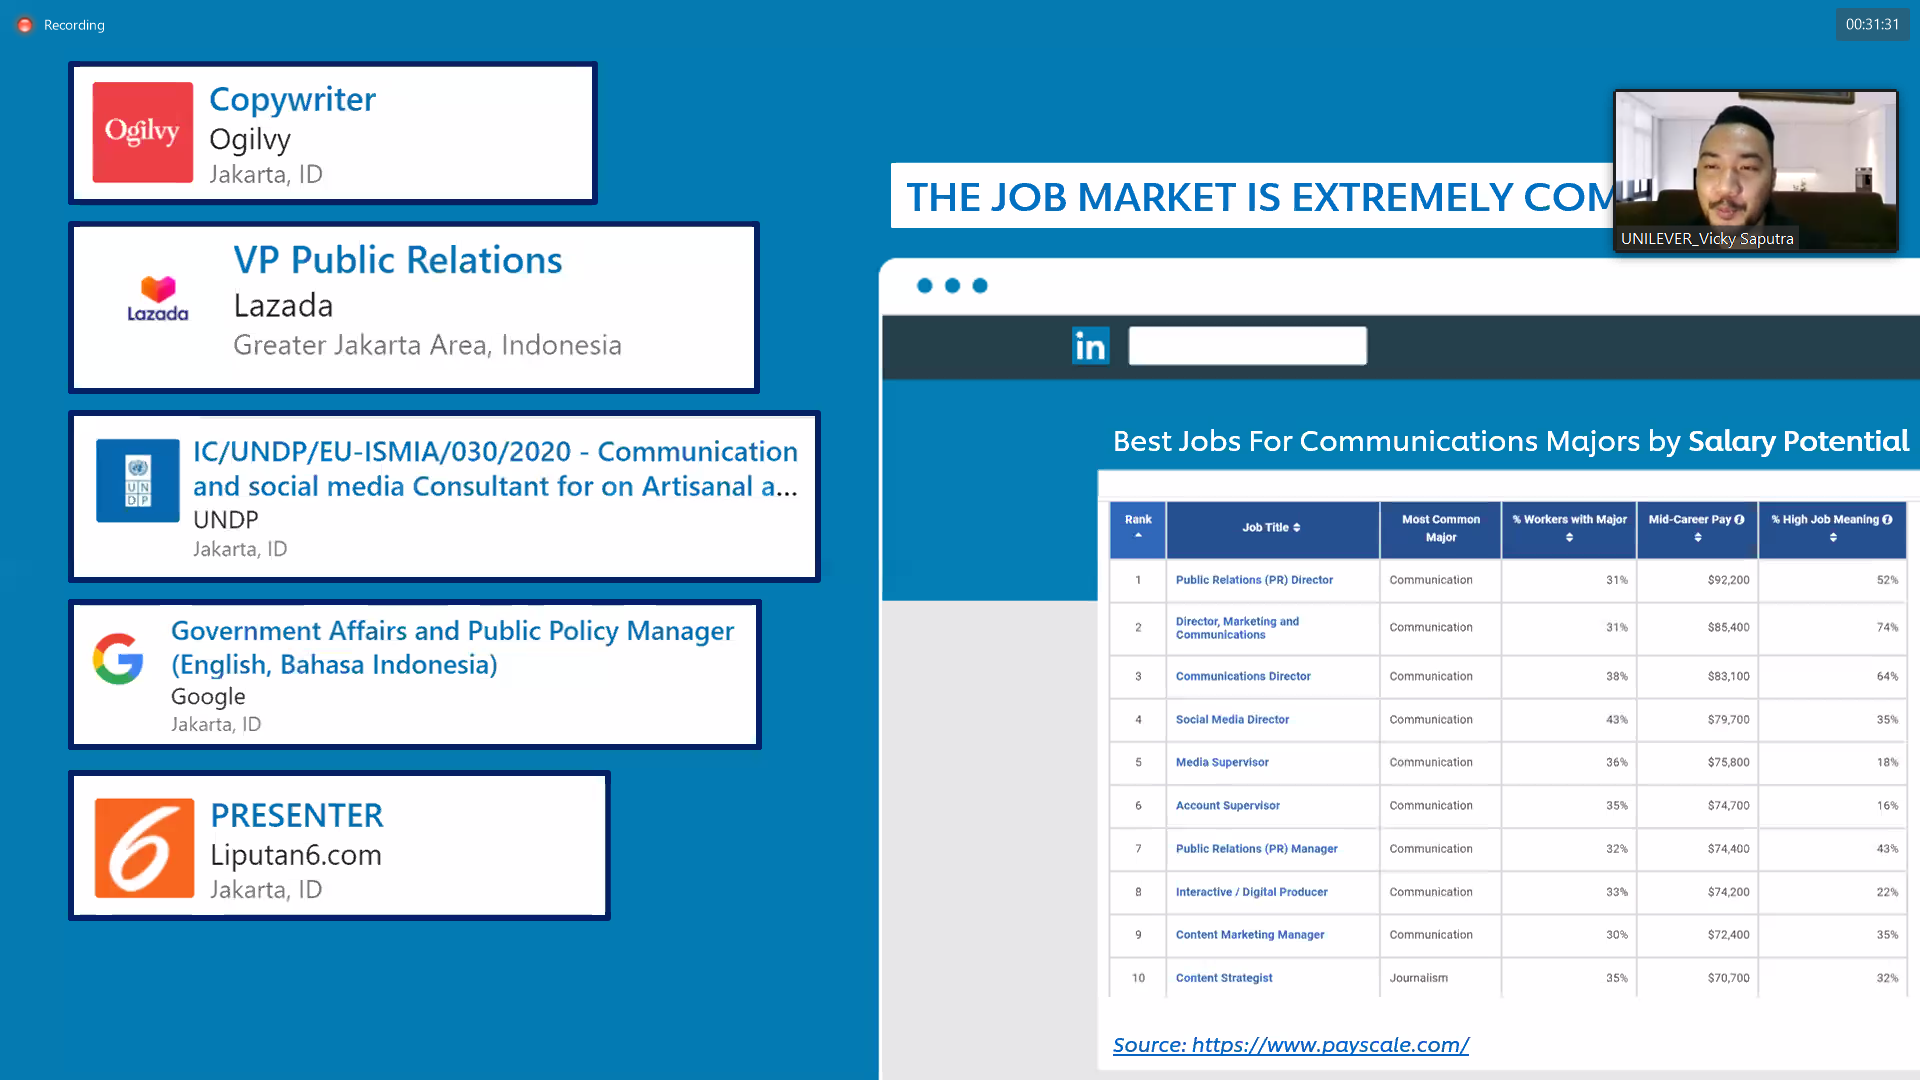 Recording
00:31:31
Ogilvy
Copywriter
Ogilvy
Jakarta, ID
Lazada
VP Public Relations
Lazada
Greater Jakarta Area, Indonesia
U N
D P
IC/UNDP/EU-ISMIA/030/2020 - Communication
and social media Consultant for on Artisanal a...
UNDP
Jakarta, ID
G
Government Affairs and Public Policy Manager
(English, Bahasa Indonesia)
Google
Jakarta, ID
6
PRESENTER
Liputan6.com
Jakarta, ID
THE JOB MARKET IS EXTREMELY COM
UNILEVER_Vicky Saputra
in
Best Jobs For Communications Majors by Salary Potential
Rank Job Title Most Common Major % Workers with Major Mid-Career Pay % High Job Meaning
1 Public Relations (PR) Director Communication 31% $92,200 52%
2 Director, Marketing and Communications Communication 31% $85,400 74%
3 Communications Director Communication 38% $83,100 64%
4 Social Media Director Communication 43% $79,700 35%
5 Media Supervisor Communication 36% $75,800 18%
6 Account Supervisor Communication 35% $74,700 16%
7 Public Relations (PR) Manager Communication 32% $74,400 43%
8 Interactive / Digital Producer Communication 33% $74,200 22%
9 Content Marketing Manager Communication 30% $72,400 35%
10 Content Strategist Journalism 35% $70,700 32%
Source: https://www.payscale.com/